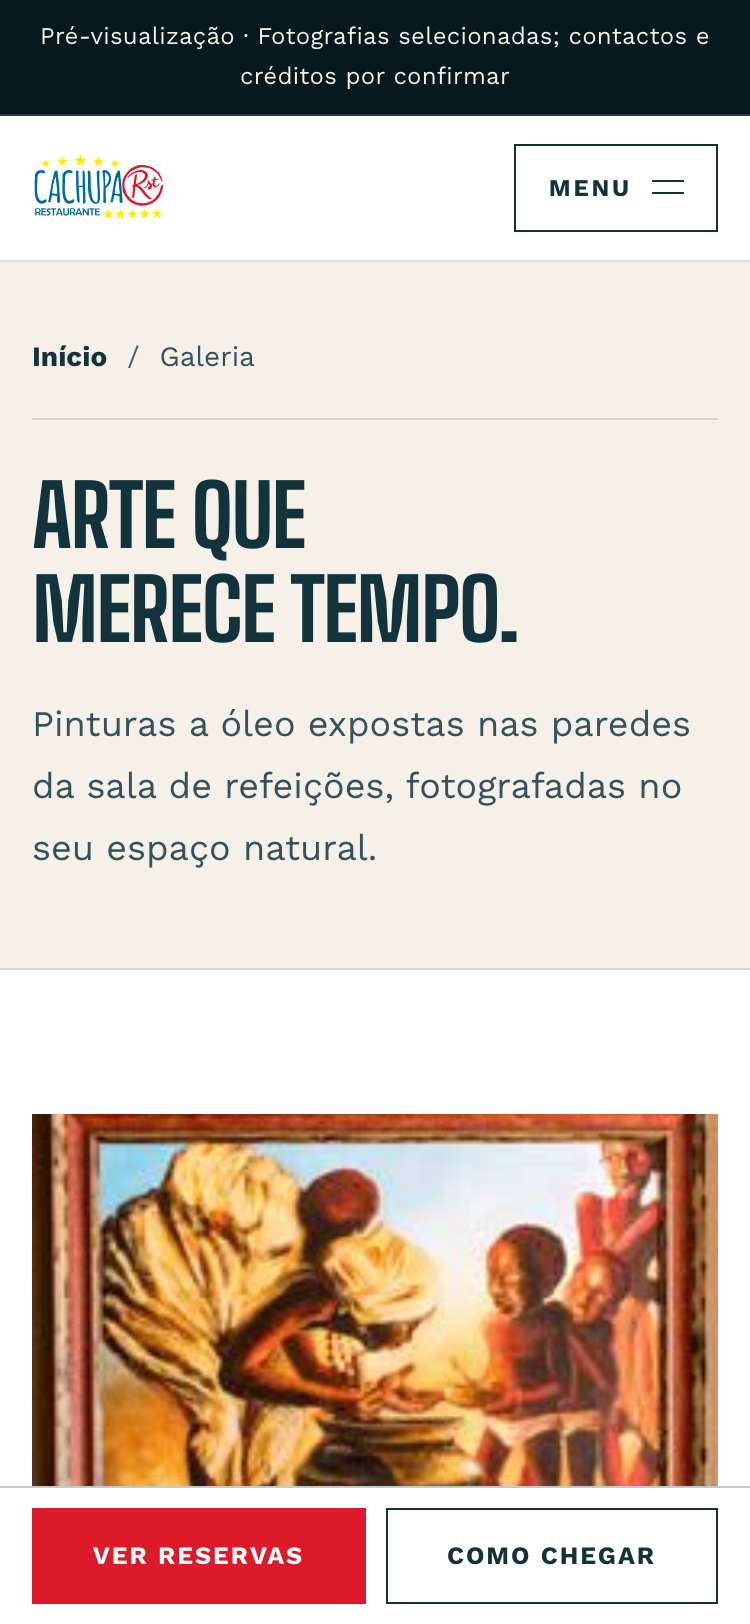 Pré-visualização · Fotografias selecionadas; contactos e
créditos por confirmar
CACHUPA Rst
RESTAURANTE
MENU
Início / Galeria
ARTE QUE
MERECE TEMPO.
Pinturas a óleo expostas nas paredes
da sala de refeições, fotografadas no
seu espaço natural.
VER RESERVAS
COMO CHEGAR